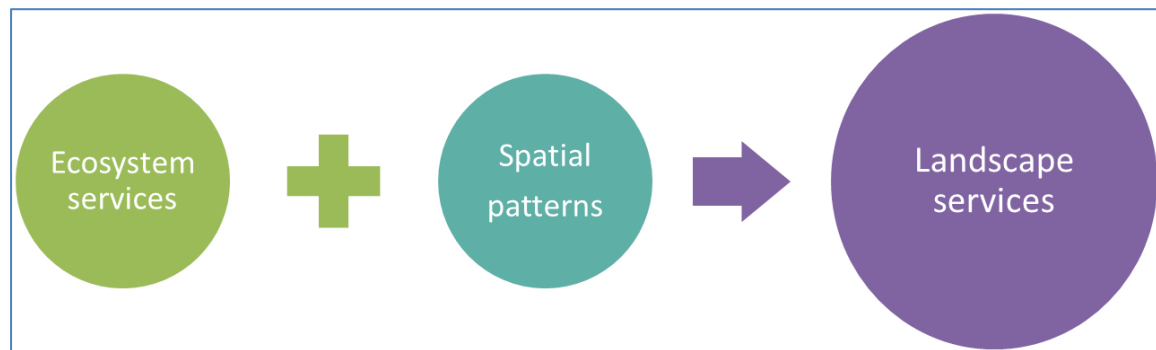 Ecosystem
services
Spatial
patterns
Landscape
services